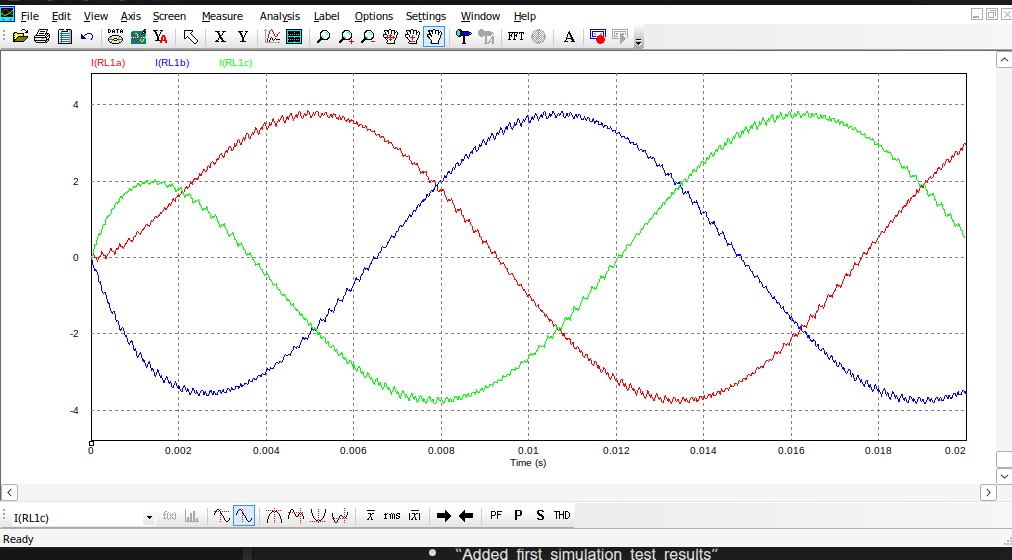 File Edit View Axis Screen Measure Analysis Label Options Settings Window Help
DATA YA X Y FFT A
I(RL1a) I(RL1b) I(RL1c)
4
2
0
-2
-4
0 0.002 0.004 0.006 0.008 0.01 0.012 0.014 0.016 0.018 0.02
Time (s)
I(RL1c) f(x) x rms |x| PF P S THD
Ready
“Added first simulation test results”